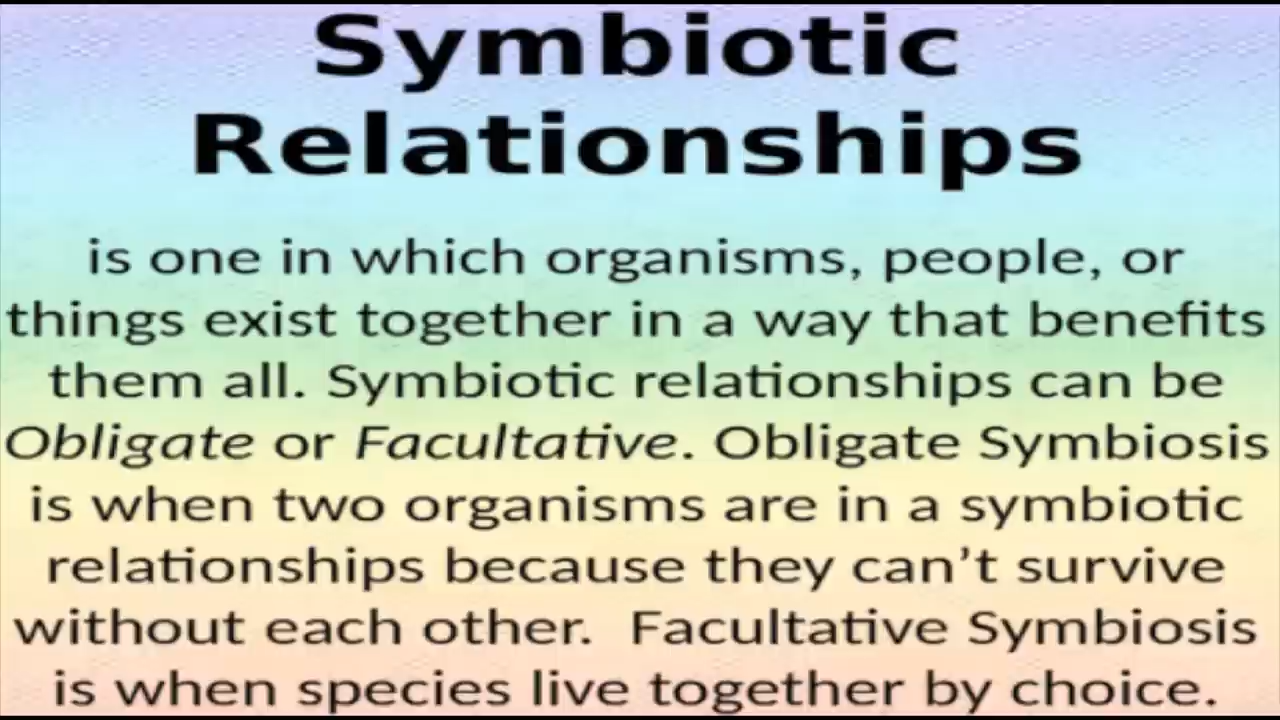 Symbiotic
Relationships
is one in which organisms, people, or
things exist together in a way that benefits
them all. Symbiotic relationships can be
Obligate or Facultative. Obligate Symbiosis
is when two organisms are in a symbiotic
relationships because they can’t survive
without each other.  Facultative Symbiosis
is when species live together by choice.